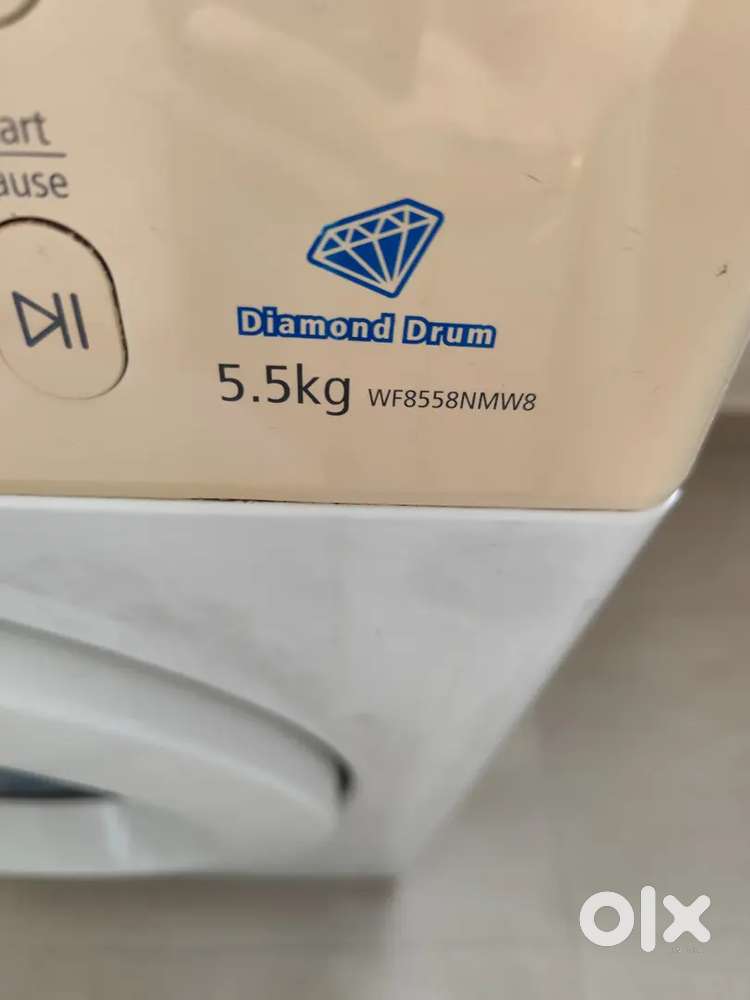 art
ause
Diamond Drum
5.5kg WF8558NMW8
olx